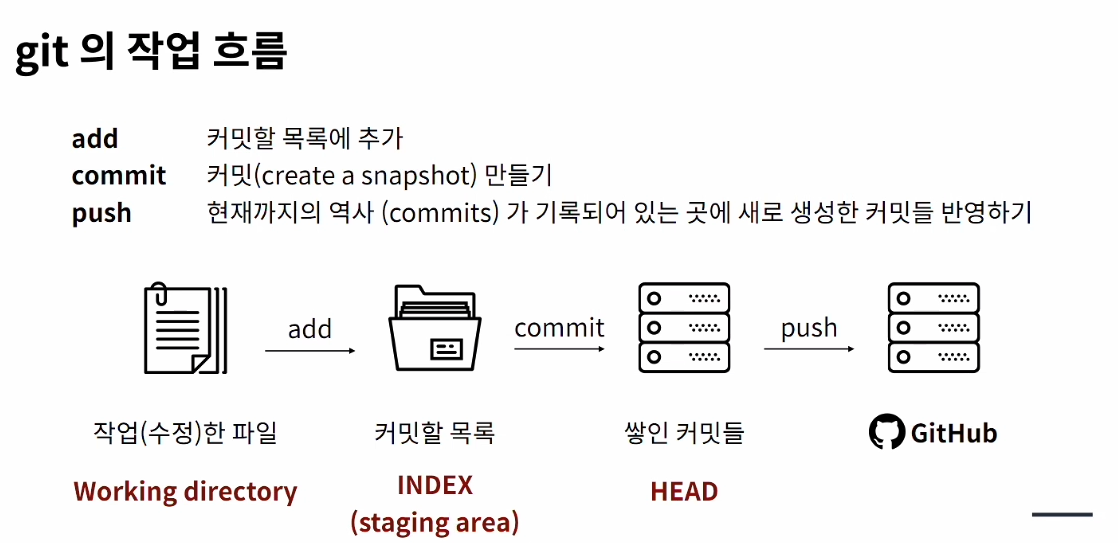 git 의 작업 흐름
add 커밋할 목록에 추가
commit 커밋(create a snapshot) 만들기
push 현재까지의 역사 (commits) 가 기록되어 있는 곳에 새로 생성한 커밋들 반영하기
add commit push
작업(수정)한 파일 커밋할 목록 쌓인 커밋들 GitHub
Working directory INDEX HEAD
(staging area)